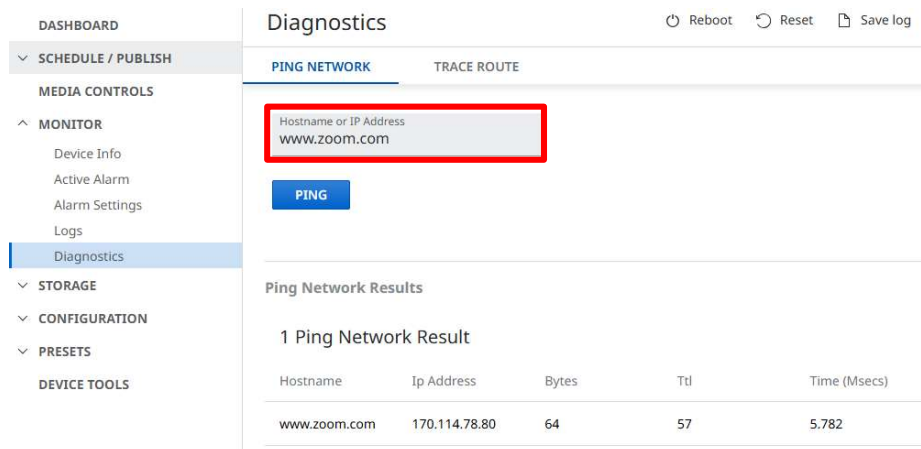 DASHBOARD
SCHEDULE / PUBLISH
MEDIA CONTROLS
MONITOR
Device Info
Active Alarm
Alarm Settings
Logs
Diagnostics
STORAGE
CONFIGURATION
PRESETS
DEVICE TOOLS
Diagnostics
Reboot Reset Save log
PING NETWORK TRACE ROUTE
Hostname or IP Address
www.zoom.com
PING
Ping Network Results
1 Ping Network Result
Hostname Ip Address Bytes Ttl Time (Msecs)
www.zoom.com 170.114.78.80 64 57 5.782